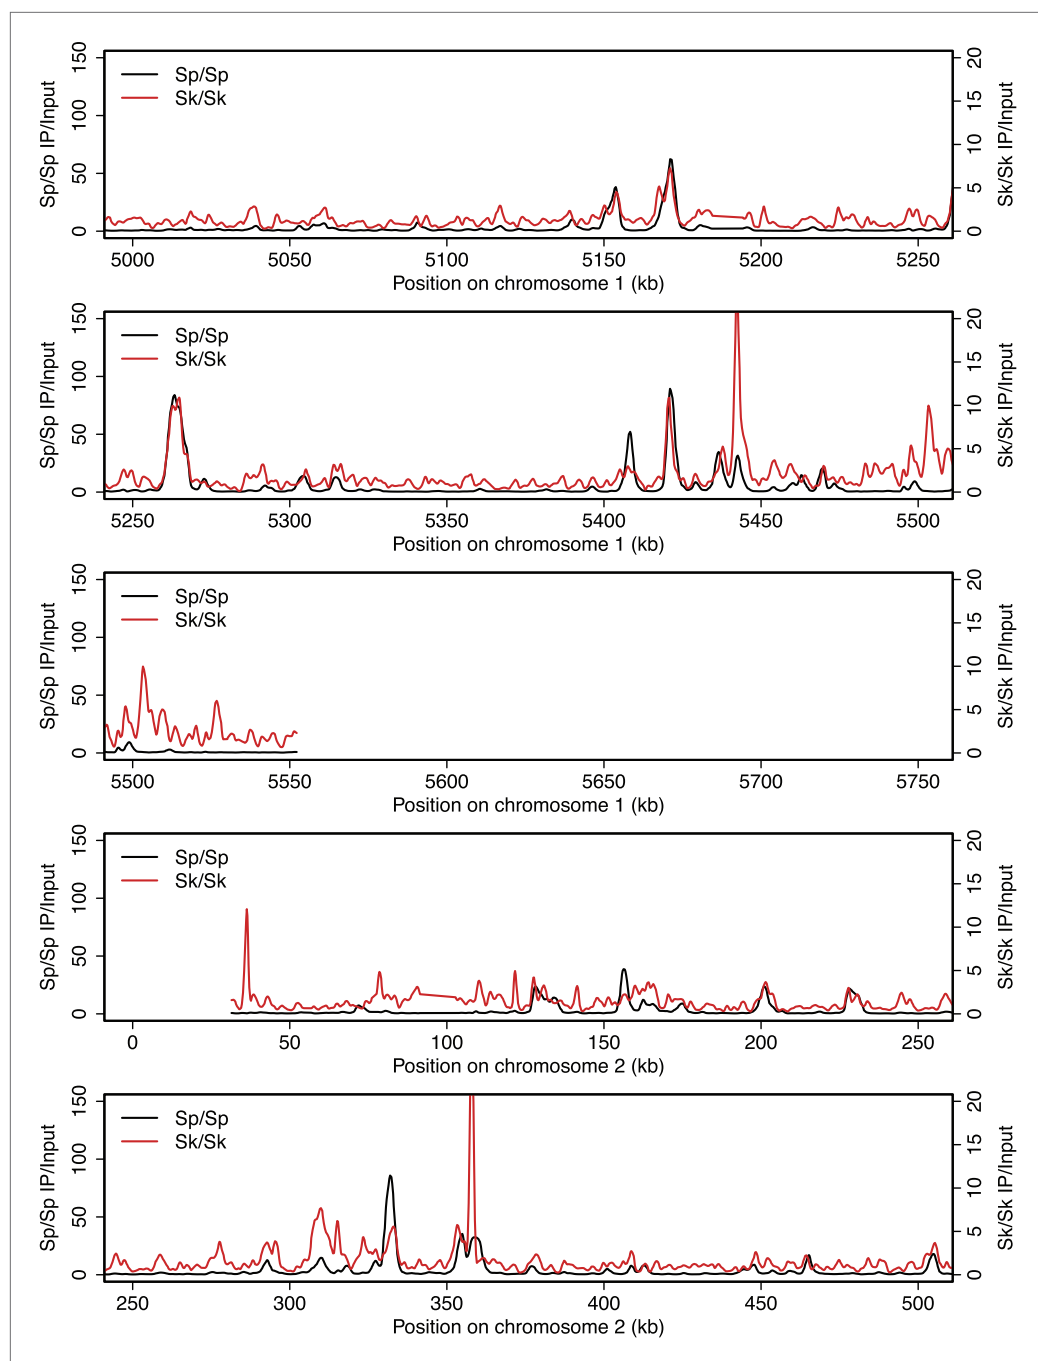 Sp/Sp IP/Input
0 50 100 150
Sp/Sp
Sk/Sk
0 5 10 15 20
Sk/Sk IP/Input
5000 5050 5100 5150 5200 5250
Position on chromosome 1 (kb)
Sp/Sp IP/Input
0 50 100 150
Sp/Sp
Sk/Sk
0 5 10 15 20
Sk/Sk IP/Input
5250 5300 5350 5400 5450 5500
Position on chromosome 1 (kb)
Sp/Sp IP/Input
0 50 100 150
Sp/Sp
Sk/Sk
0 5 10 15 20
Sk/Sk IP/Input
5500 5550 5600 5650 5700 5750
Position on chromosome 1 (kb)
Sp/Sp IP/Input
0 50 100 150
Sp/Sp
Sk/Sk
0 5 10 15 20
Sk/Sk IP/Input
0 50 100 150 200 250
Position on chromosome 2 (kb)
Sp/Sp IP/Input
0 50 100 150
Sp/Sp
Sk/Sk
0 5 10 15 20
Sk/Sk IP/Input
250 300 350 400 450 500
Position on chromosome 2 (kb)